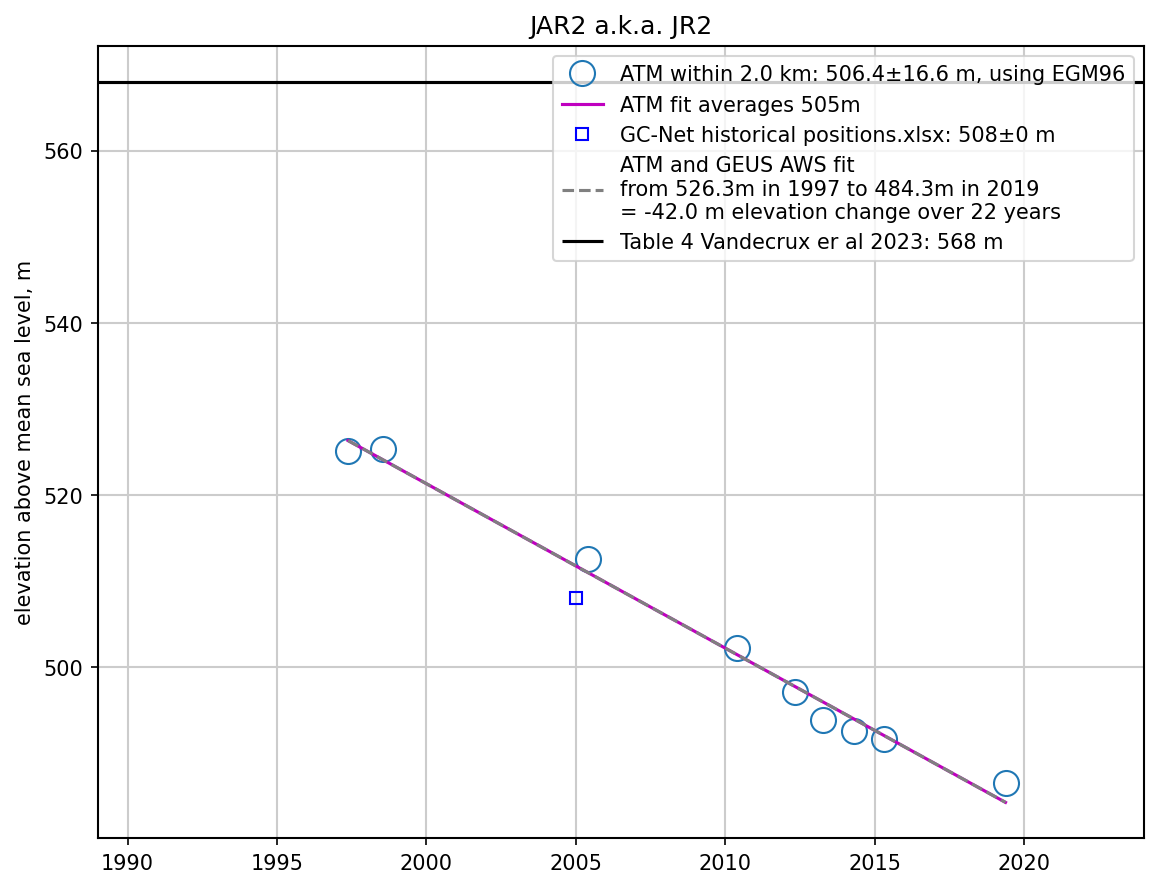 JAR2 a.k.a. JR2
ATM within 2.0 km: 506.4±16.6 m, using EGM96
ATM fit averages 505m
GC-Net historical positions.xlsx: 508±0 m
ATM and GEUS AWS fit
from 526.3m in 1997 to 484.3m in 2019
= -42.0 m elevation change over 22 years
Table 4 Vandecrux er al 2023: 568 m
elevation above mean sea level, m
560
540
520
500
1990 1995 2000 2005 2010 2015 2020